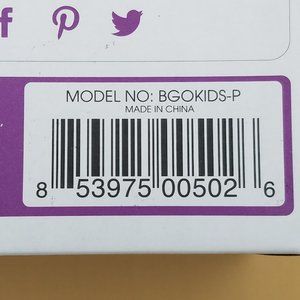 MODEL NO: BGOKIDS-P
MADE IN CHINA
8 53975 00502 6